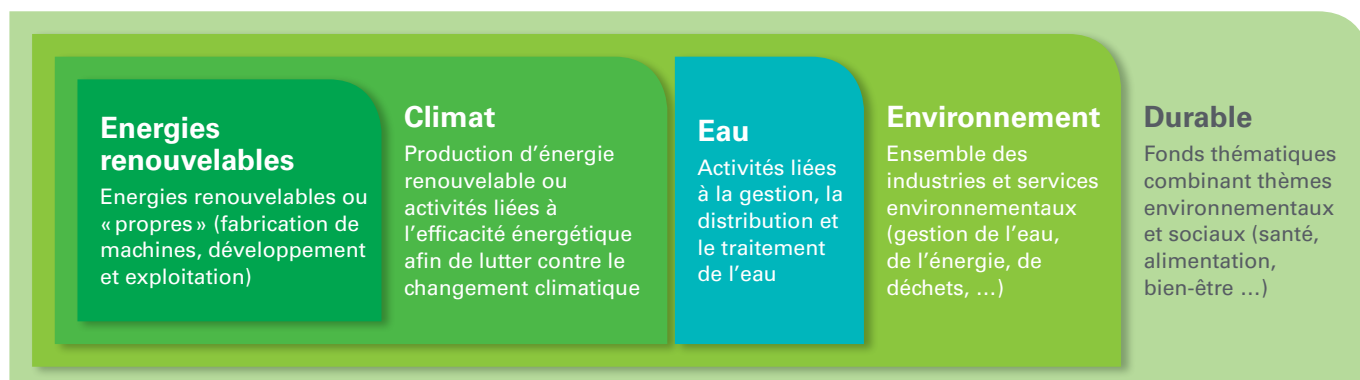 Energies
renouvelables
Energies renouvelables ou
« propres » (fabrication de
machines, développement
et exploitation)
Climat
Production d’énergie
renouvelable ou
activités liées à
l’efficacité énergétique
afin de lutter contre le
changement climatique
Eau
Activités liées
à la gestion, la
distribution et
le traitement
de l’eau
Environnement
Ensemble des
industries et services
environnementaux
(gestion de l’eau,
de l’énergie, de
déchets, …)
Durable
Fonds thématiques
combinant thèmes
environnementaux
et sociaux (santé,
alimentation,
bien-être …)